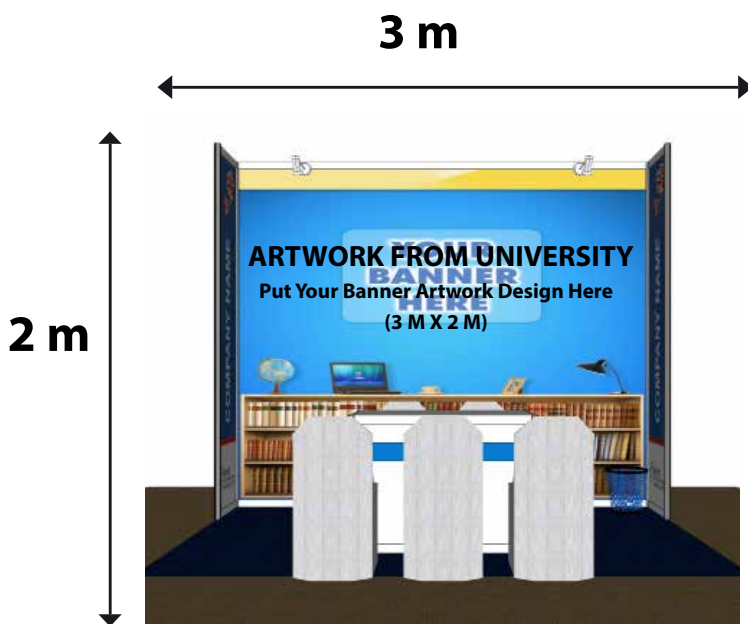 3 m
2 m
ARTWORK FROM UNIVERSITY
YOUR
BANNER
HERE
Put Your Banner Artwork Design Here
(3 M X 2 M)
COMPANY NAME
COMPANY NAME